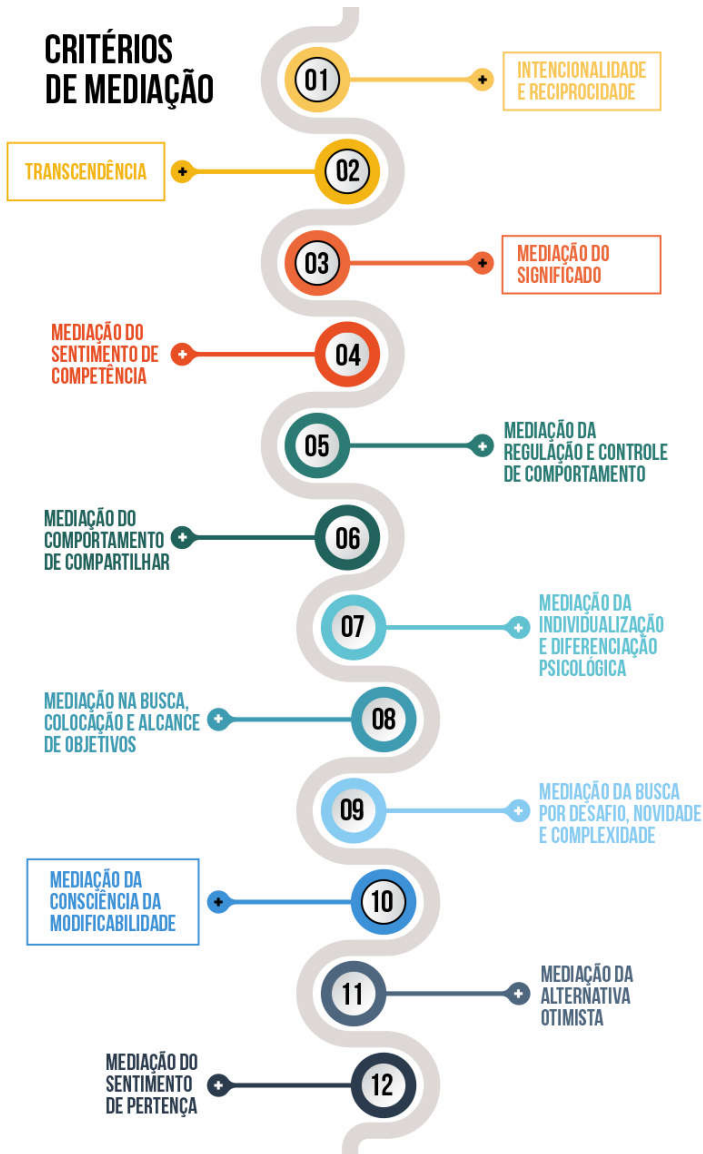 CRITÉRIOS
DE MEDIAÇÃO
01
INTENCIONALIDADE
E RECIPROCIDADE
02
TRANSCENDÊNCIA
03
MEDIAÇÃO DO
SIGNIFICADO
04
MEDIAÇÃO DO
SENTIMENTO DE
COMPETÊNCIA
05
MEDIAÇÃO DA
REGULAÇÃO E CONTROLE
DE COMPORTAMENTO
06
MEDIAÇÃO DO
COMPORTAMENTO
DE COMPARTILHAR
07
MEDIAÇÃO DA
INDIVIDUALIZAÇÃO
E DIFERENCIAÇÃO
PSICOLÓGICA
08
MEDIAÇÃO NA BUSCA,
COLOCAÇÃO E ALCANCE
DE OBJETIVOS
09
MEDIAÇÃO DA BUSCA
POR DESAFIO, NOVIDADE
E COMPLEXIDADE
10
MEDIAÇÃO DA
CONSCIÊNCIA DA
MODIFICABILIDADE
11
MEDIAÇÃO DA
ALTERNATIVA
OTIMISTA
12
MEDIAÇÃO DO
SENTIMENTO
DE PERTENÇA